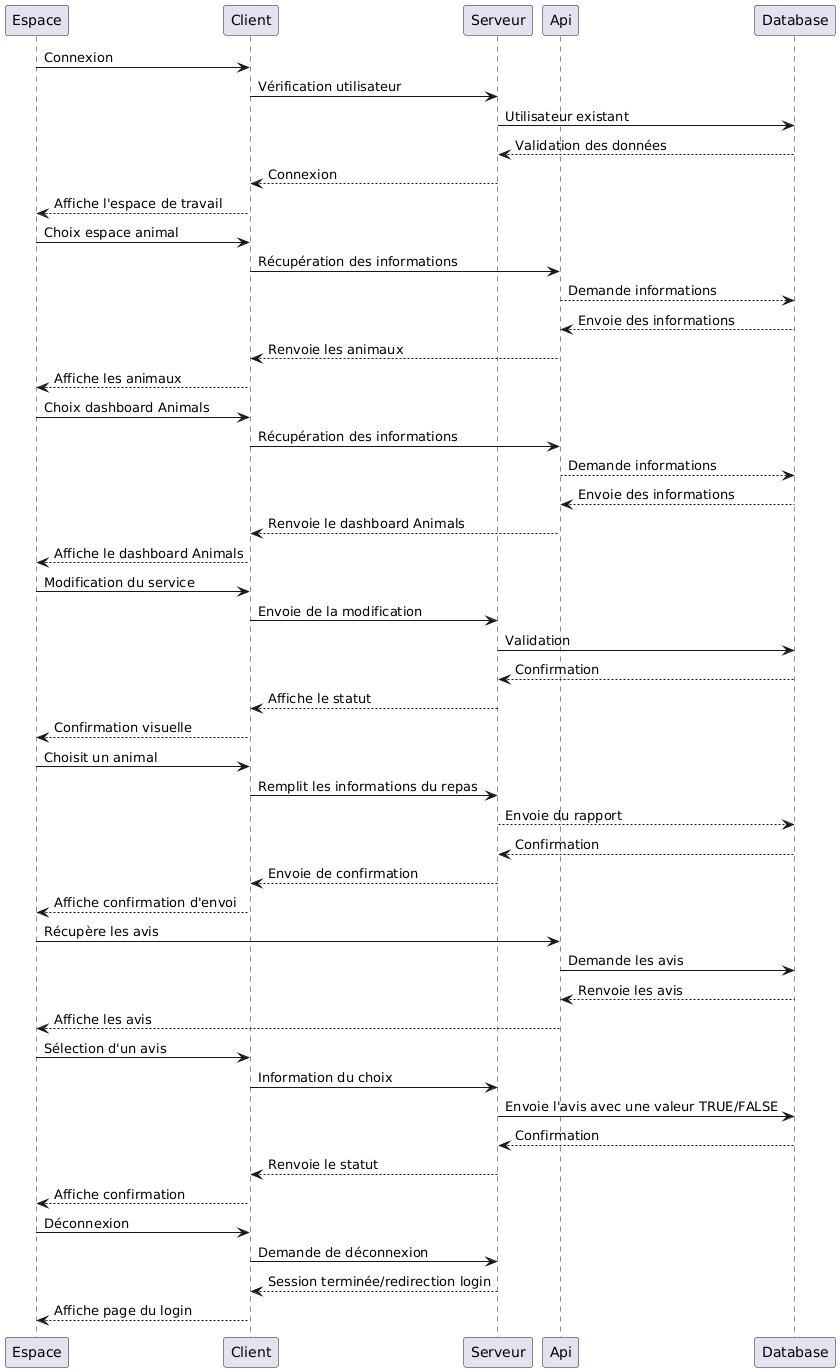 Espace Client Serveur Api Database
Connexion
Vérification utilisateur
Utilisateur existant
Validation des données
Connexion
Affiche l'espace de travail
Choix espace animal
Récupération des informations
Demande informations
Envoie des informations
Renvoie les animaux
Affiche les animaux
Choix dashboard Animals
Récupération des informations
Demande informations
Envoie des informations
Renvoie le dashboard Animals
Affiche le dashboard Animals
Modification du service
Envoie de la modification
Validation
Confirmation
Affiche le statut
Confirmation visuelle
Choisit un animal
Remplit les informations du repas
Envoie du rapport
Confirmation
Envoie de confirmation
Affiche confirmation d'envoi
Récupère les avis
Demande les avis
Renvoie les avis
Affiche les avis
Sélection d'un avis
Information du choix
Envoie l'avis avec une valeur TRUE/FALSE
Confirmation
Renvoie le statut
Affiche confirmation
Déconnexion
Demande de déconnexion
Session terminée/redirection login
Affiche page du login
Espace Client Serveur Api Database